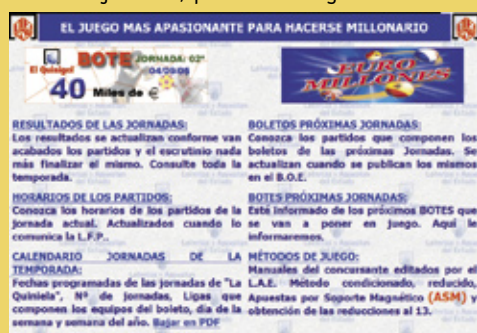 EL JUEGO MAS APASIONANTE PARA HACERSE MILLONARIO
El Quinigol
BOTE JORNADA: 02ª
04/09/05
40 Miles de €
EURO
MILLONES
RESULTADOS DE LAS JORNADAS:
Los resultados se actualizan conforme van
acabados los partidos y el escrutinio nada
más finalizar el mismo. Consulte toda la
temporada.
HORARIOS DE LOS PARTIDOS:
Conozca los horarios de los partidos de la
jornada actual. Actualizados cuando lo
comunica la L.F.P..
CALENDARIO JORNADAS DE LA
TEMPORADA:
Fechas programadas de las jornadas de "La
Quiniela", Nº de jornadas, Ligas que
componen los equipos del boleto, día de la
semana y semana del año. Bajar en PDF
BOLETOS PRÓXIMAS JORNADAS:
Conozca los partidos que componen los
boletos de las próximas Jornadas. Se
actualizan cuando se publican los mismos
en el B.O.E.
BOTES PRÓXIMAS JORNADAS:
Esté informado de los próximos BOTES que
se van a poner en juego. Aquí le
informaremos.
MÉTODOS DE JUEGO:
Manuales del concursante editados por el
L.A.E. Método condicionado, reducido,
Apuestas por Soporte Magnético (ASM) y
obtención de las reducciones al 13.